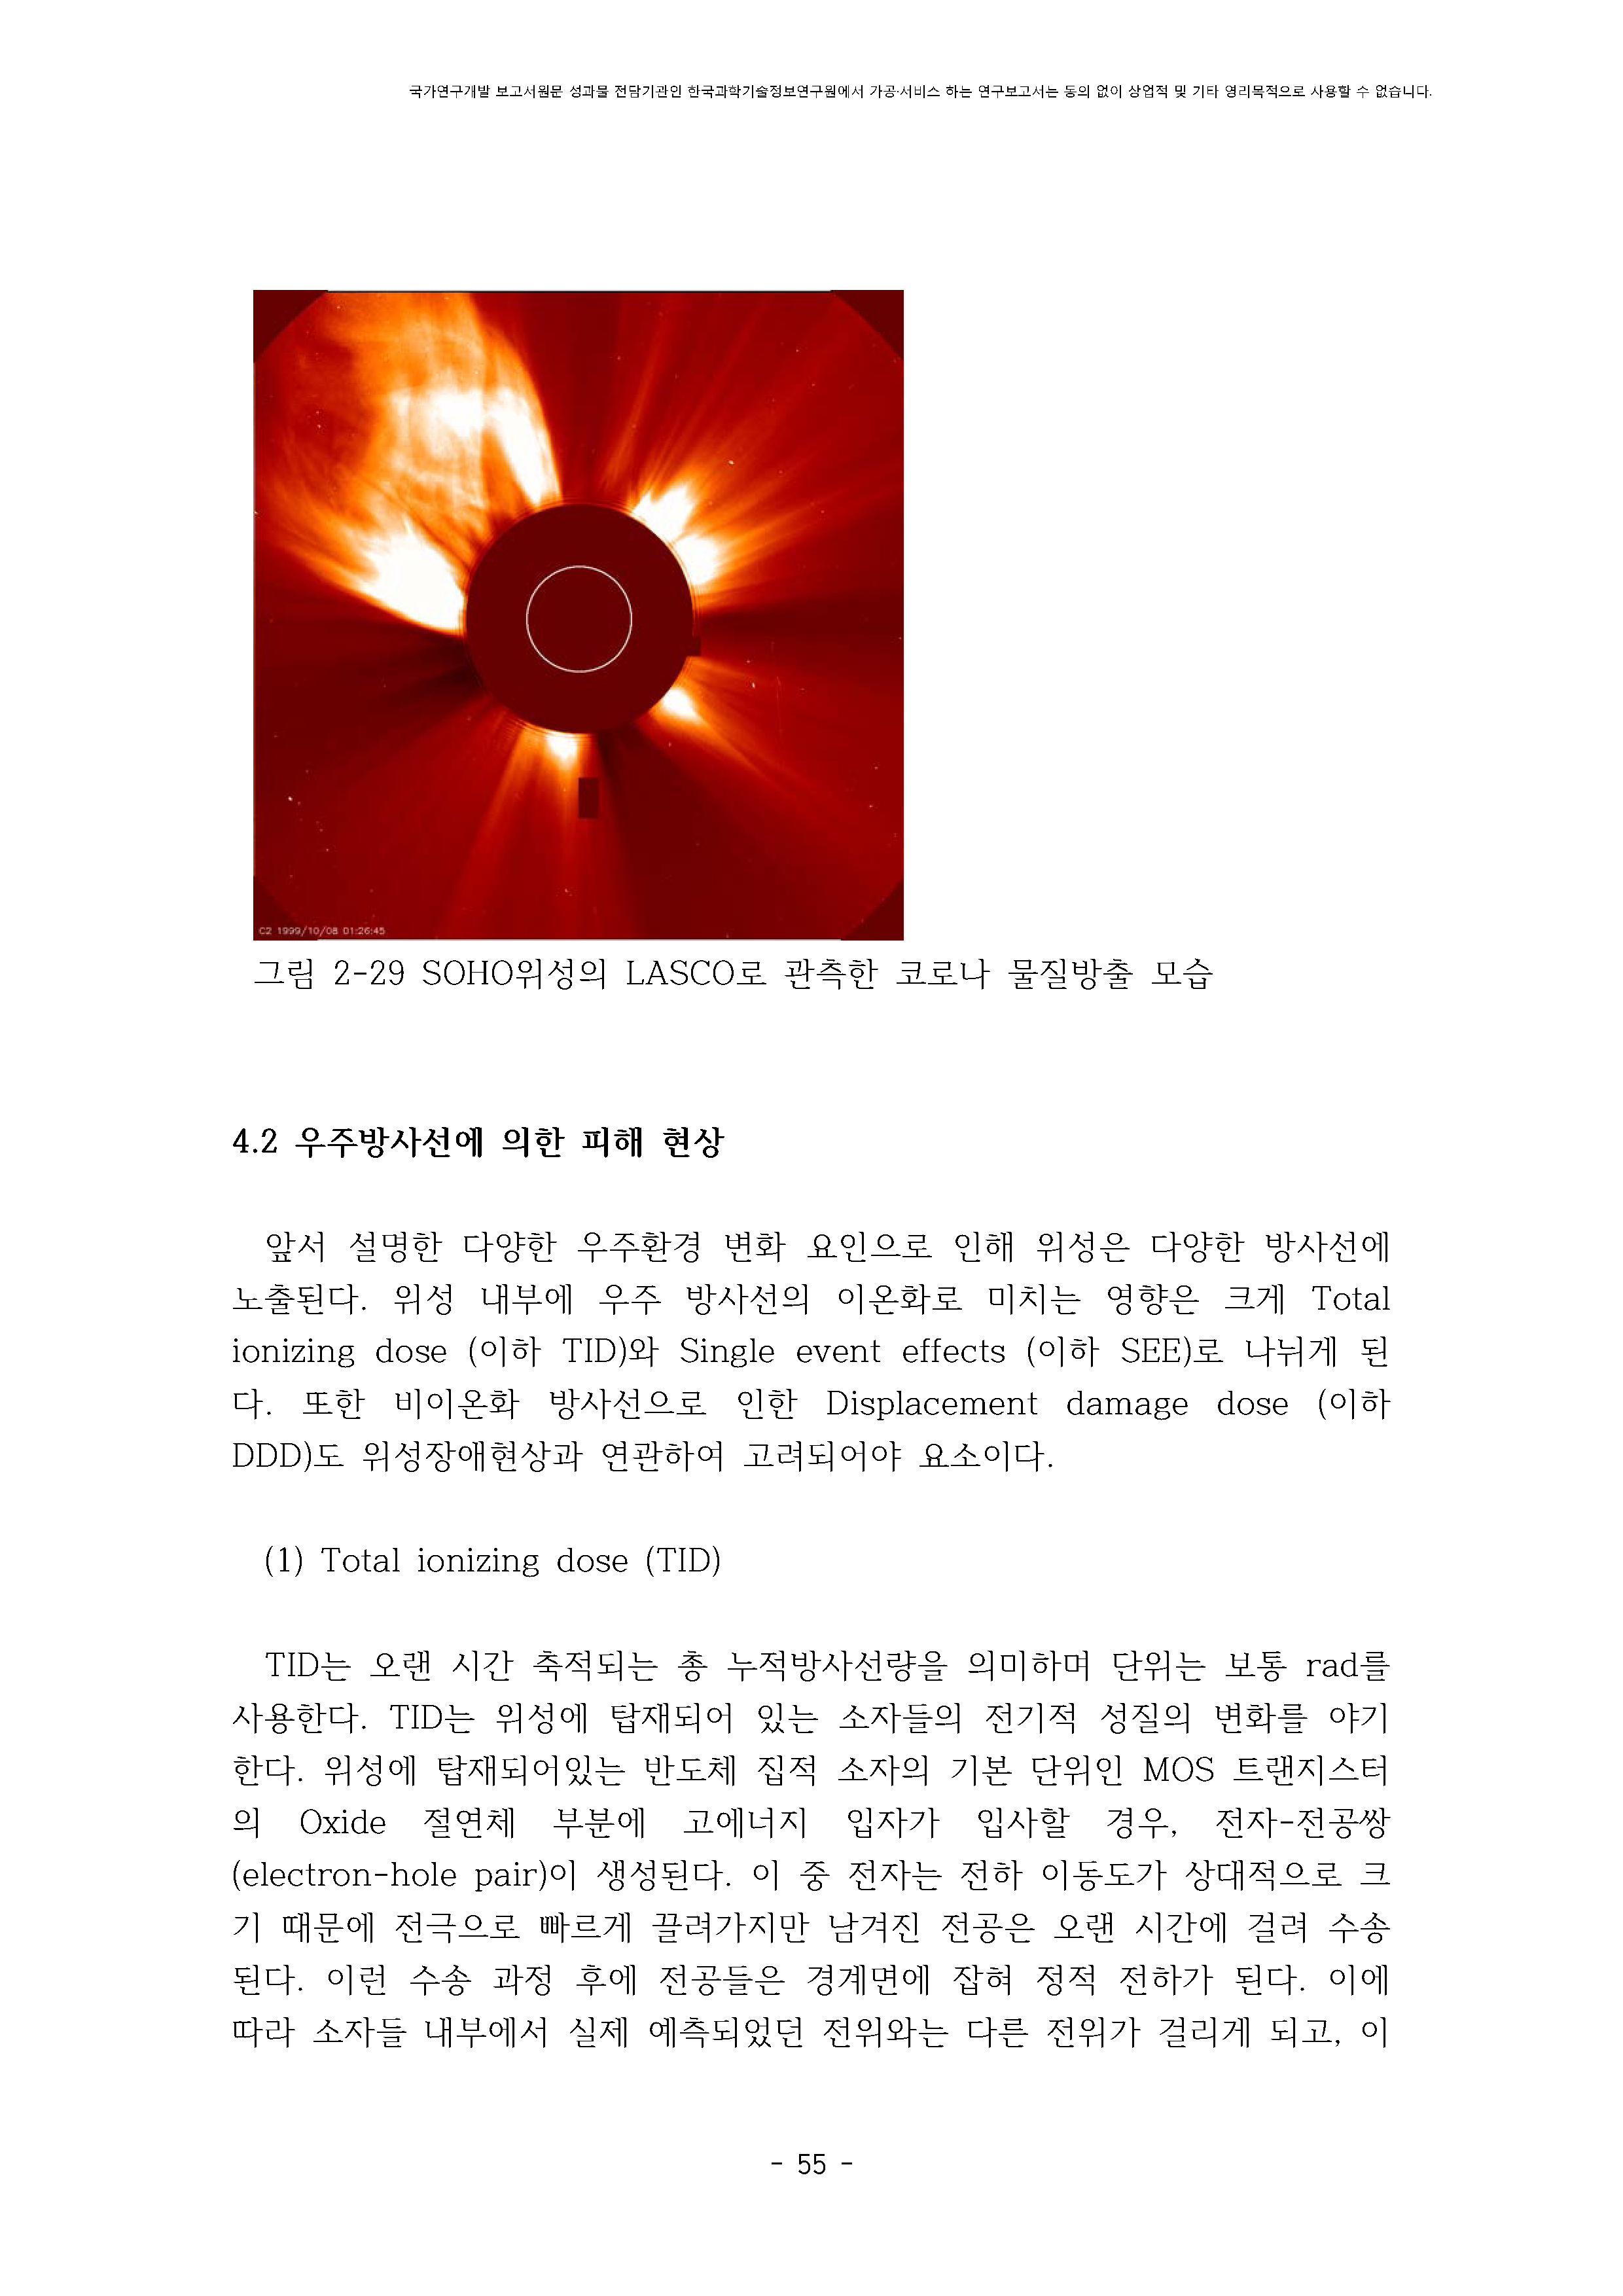 국가연구개발 보고서원문 성과물 전담기관인 한국과학기술정보연구원에서 가공·서비스 하는 연구보고서는 동의 없이 상업적 및 기타 영리목적으로 사용할 수 없습니다.
C2 1999/10/08 01:26:45
그림 2-29 SOHO위성의 LASCO로 관측한 코로나 물질방출 모습
4.2 우주방사선에 의한 피해 현상
앞서 설명한 다양한 우주환경 변화 요인으로 인해 위성은 다양한 방사선에
노출된다. 위성 내부에 우주 방사선의 이온화로 미치는 영향은 크게 Total
ionizing dose (이하 TID)와 Single event effects (이하 SEE)로 나뉘게 된
다. 또한 비이온화 방사선으로 인한 Displacement damage dose (이하
DDD)도 위성장애현상과 연관하여 고려되어야 요소이다.
(1) Total ionizing dose (TID)
TID는 오랜 시간 축적되는 총 누적방사선량을 의미하며 단위는 보통 rad를
사용한다. TID는 위성에 탑재되어 있는 소자들의 전기적 성질의 변화를 야기
한다. 위성에 탑재되어있는 반도체 집적 소자의 기본 단위인 MOS 트랜지스터
의 Oxide 절연체 부분에 고에너지 입자가 입사할 경우, 전자-전공쌍
(electron-hole pair)이 생성된다. 이 중 전자는 전하 이동도가 상대적으로 크
기 때문에 전극으로 빠르게 끌려가지만 남겨진 전공은 오랜 시간에 걸려 수송
된다. 이런 수송 과정 후에 전공들은 경계면에 잡혀 정적 전하가 된다. 이에
따라 소자들 내부에서 실제 예측되었던 전위와는 다른 전위가 걸리게 되고, 이
- 55 -